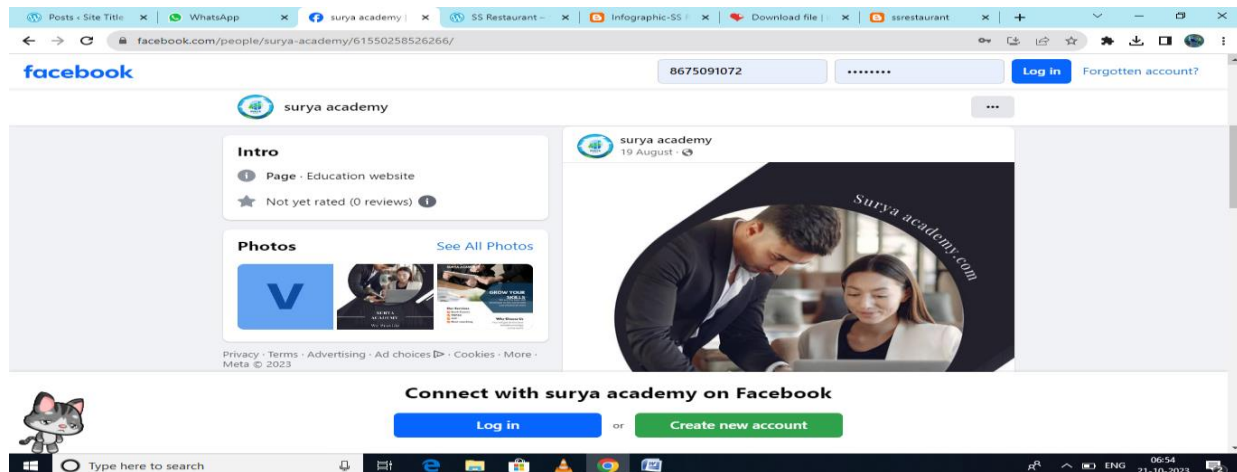 Posts ‹ Site Title
WhatsApp
surya academy |
SS Restaurant –
Infographic-SS
Download file |
ssrestaurant
facebook.com/people/surya-academy/61550258526266/
facebook
8675091072
Log in
Forgotten account?
surya academy
Intro
Page · Education website
Not yet rated (0 reviews)
Photos
See All Photos
V
SURYA
ACADEMY
GROW YOUR
SKILLS
Privacy · Terms · Advertising · Ad choices · Cookies · More ·
Meta © 2023
surya academy
19 August ·
Surya academy.com
Connect with surya academy on Facebook
Log in
or
Create new account
Type here to search
ENG
06:54
21-10-2023